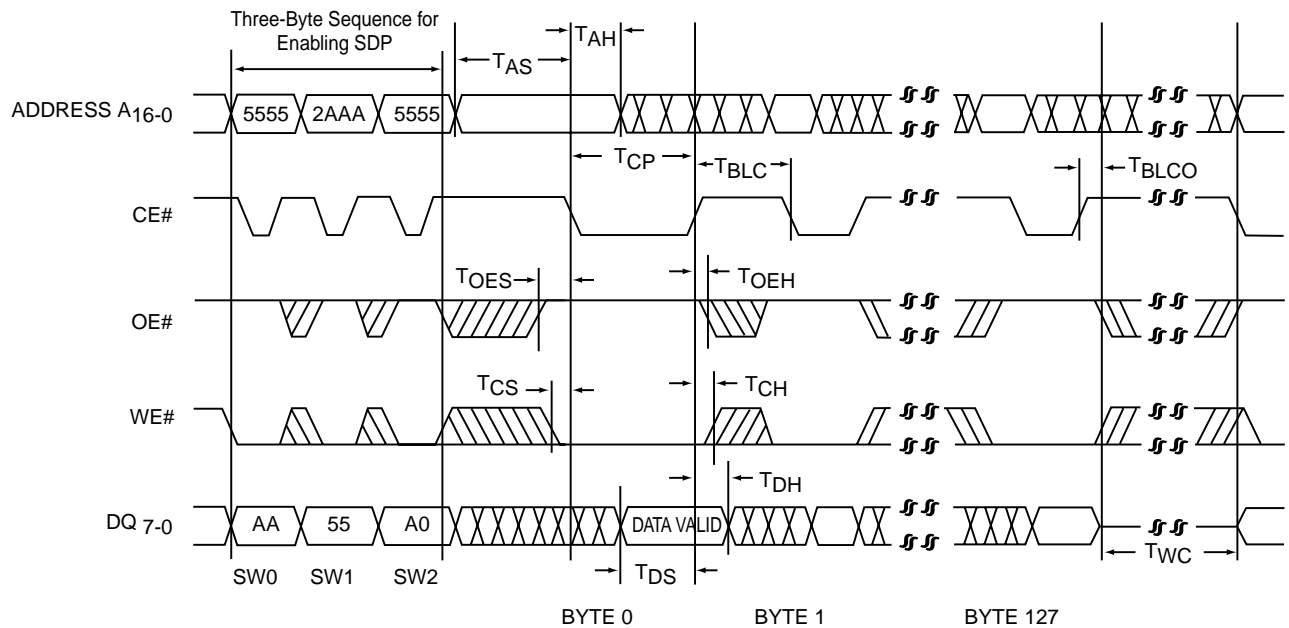 Three-Byte Sequence for
Enabling SDP
TAH
TAS
ADDRESS A16-0
5555
2AAA
5555
TCP
TBLC
TBLCO
CE#
TOES
TOEH
OE#
TCS
TCH
WE#
TDH
DQ 7-0
AA
55
A0
DATA VALID
TWC
SW0
SW1
SW2
TDS
BYTE 0
BYTE 1
BYTE 127